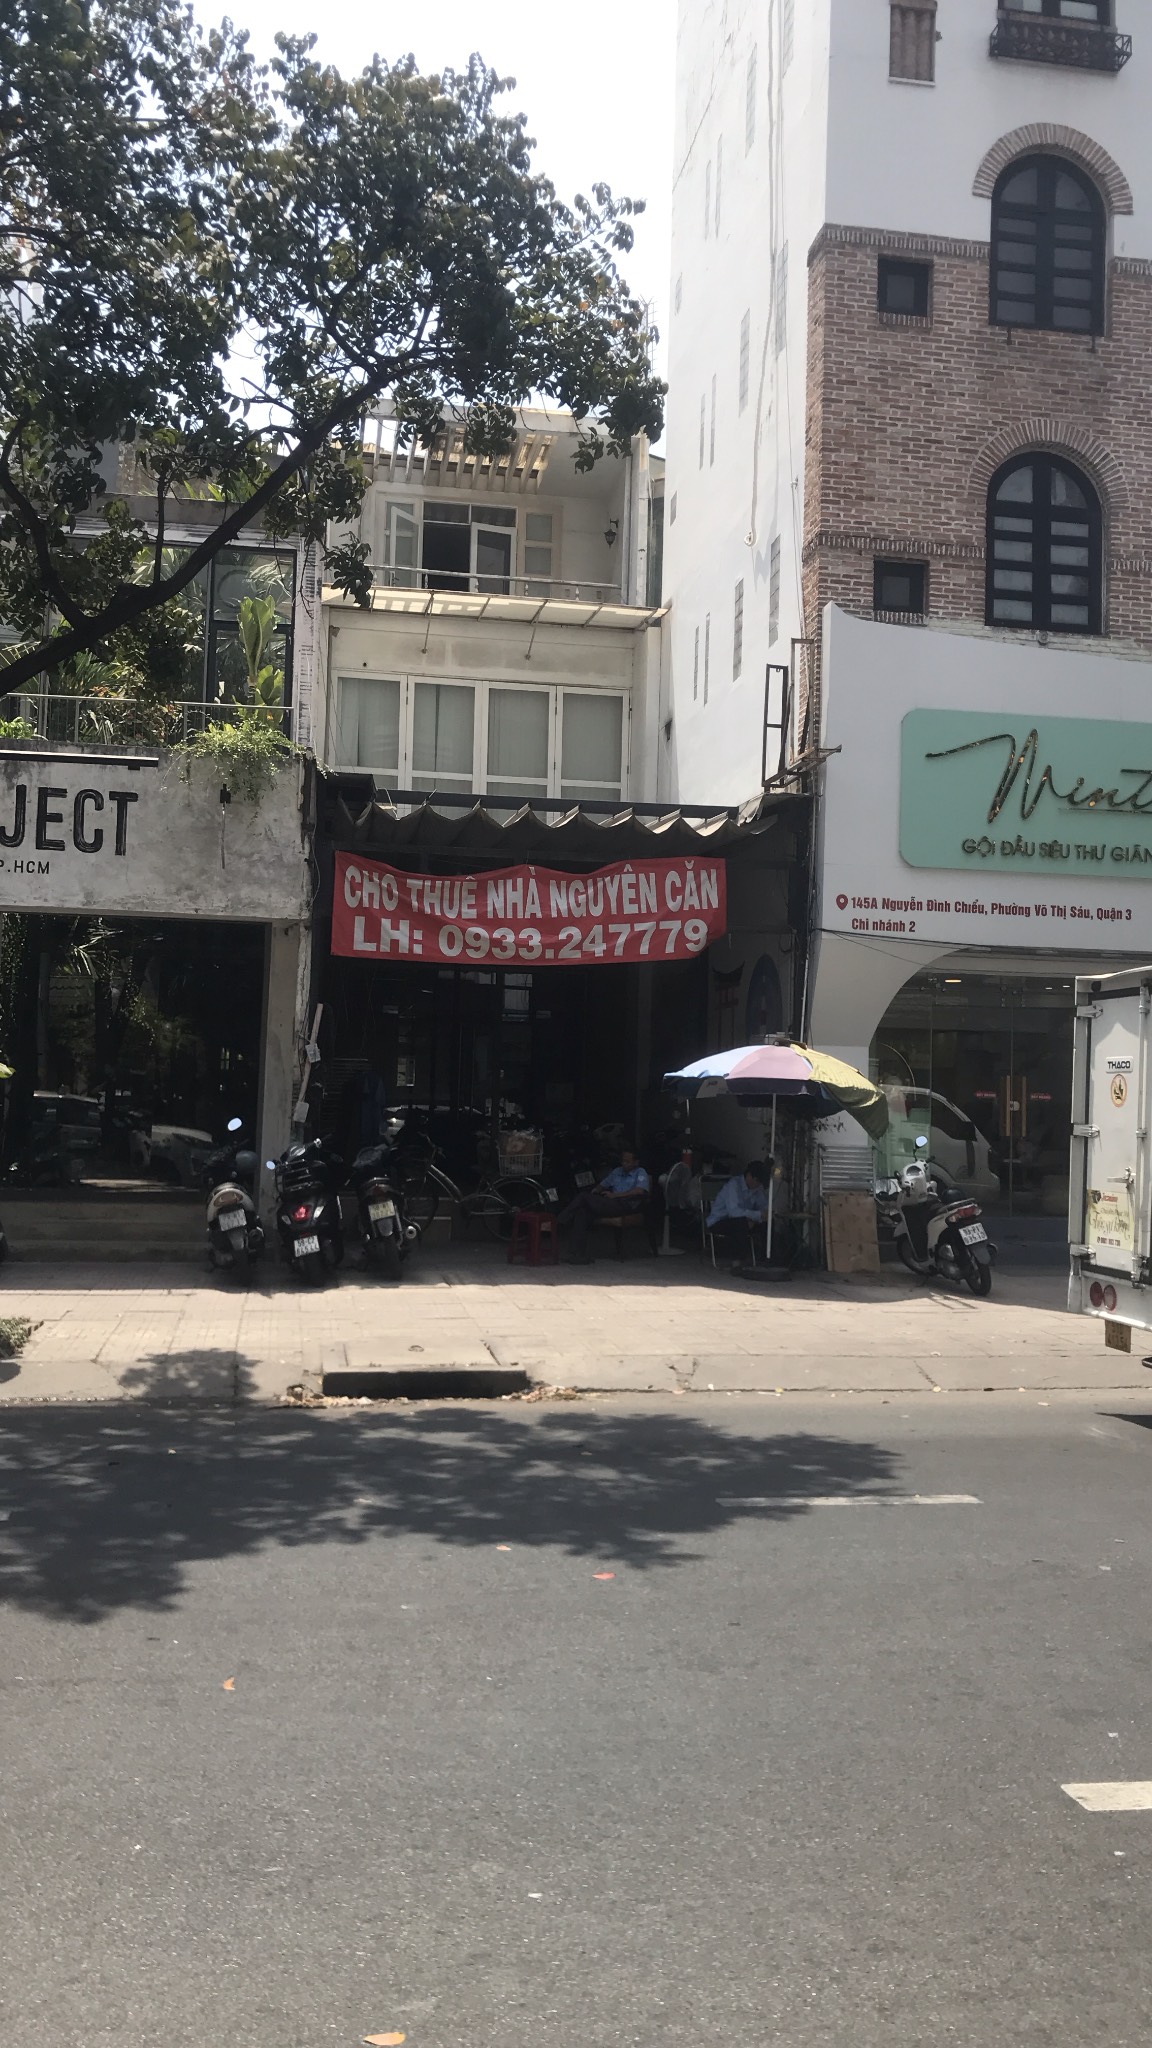 JECT
P.HCM
CHO THUÊ NHÀ NGUYÊN CĂN
LH: 0933.247779
Mint
GỘI ĐẦU SIÊU THƯ GIÃN
145A Nguyễn Đình Chiểu, Phường Võ Thị Sáu, Quận 3
Chi nhánh 2
THACO